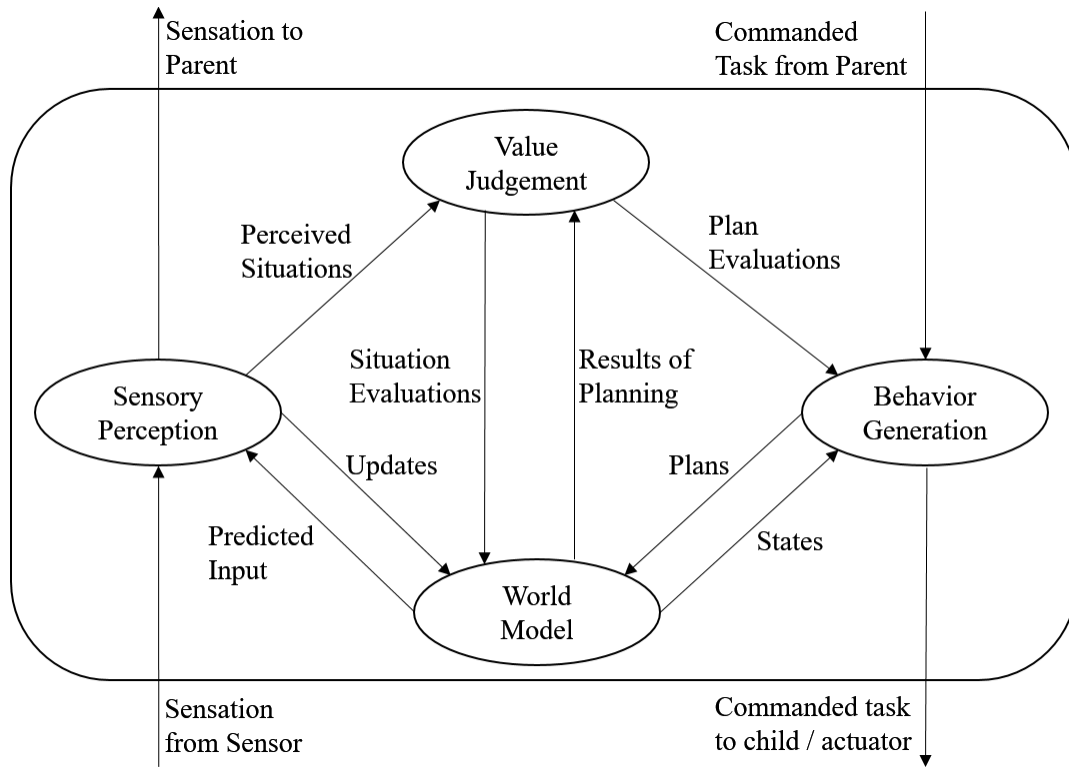 Sensation to
Parent
Commanded
Task from Parent
Value
Judgement
Perceived
Situations
Plan
Evaluations
Situation
Evaluations
Results of
Planning
Sensory
Perception
Behavior
Generation
Updates
Plans
Predicted
Input
States
World
Model
Sensation
from Sensor
Commanded task
to child / actuator